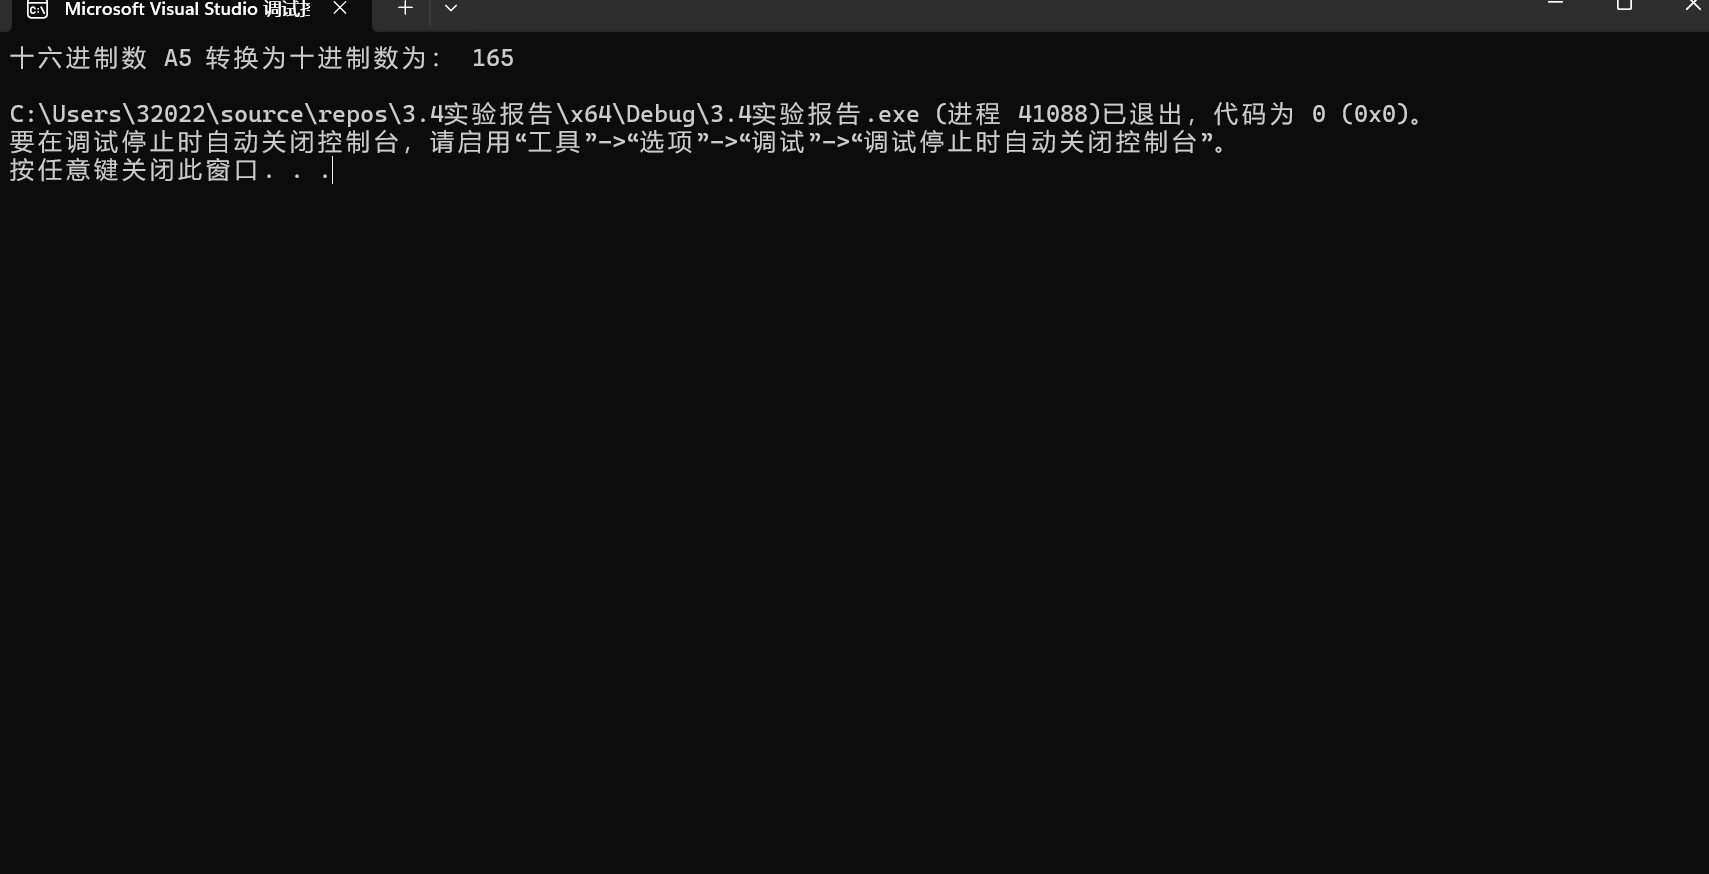 Microsoft Visual Studio 调试
十六进制数 A5 转换为十进制数为： 165
C:\Users\32022\source\repos\3.4实验报告\x64\Debug\3.4实验报告.exe (进程 41088)已退出，代码为 0 (0x0)。
要在调试停止时自动关闭控制台，请启用“工具”->“选项”->“调试”->“调试停止时自动关闭控制台”。
按任意键关闭此窗口. . .